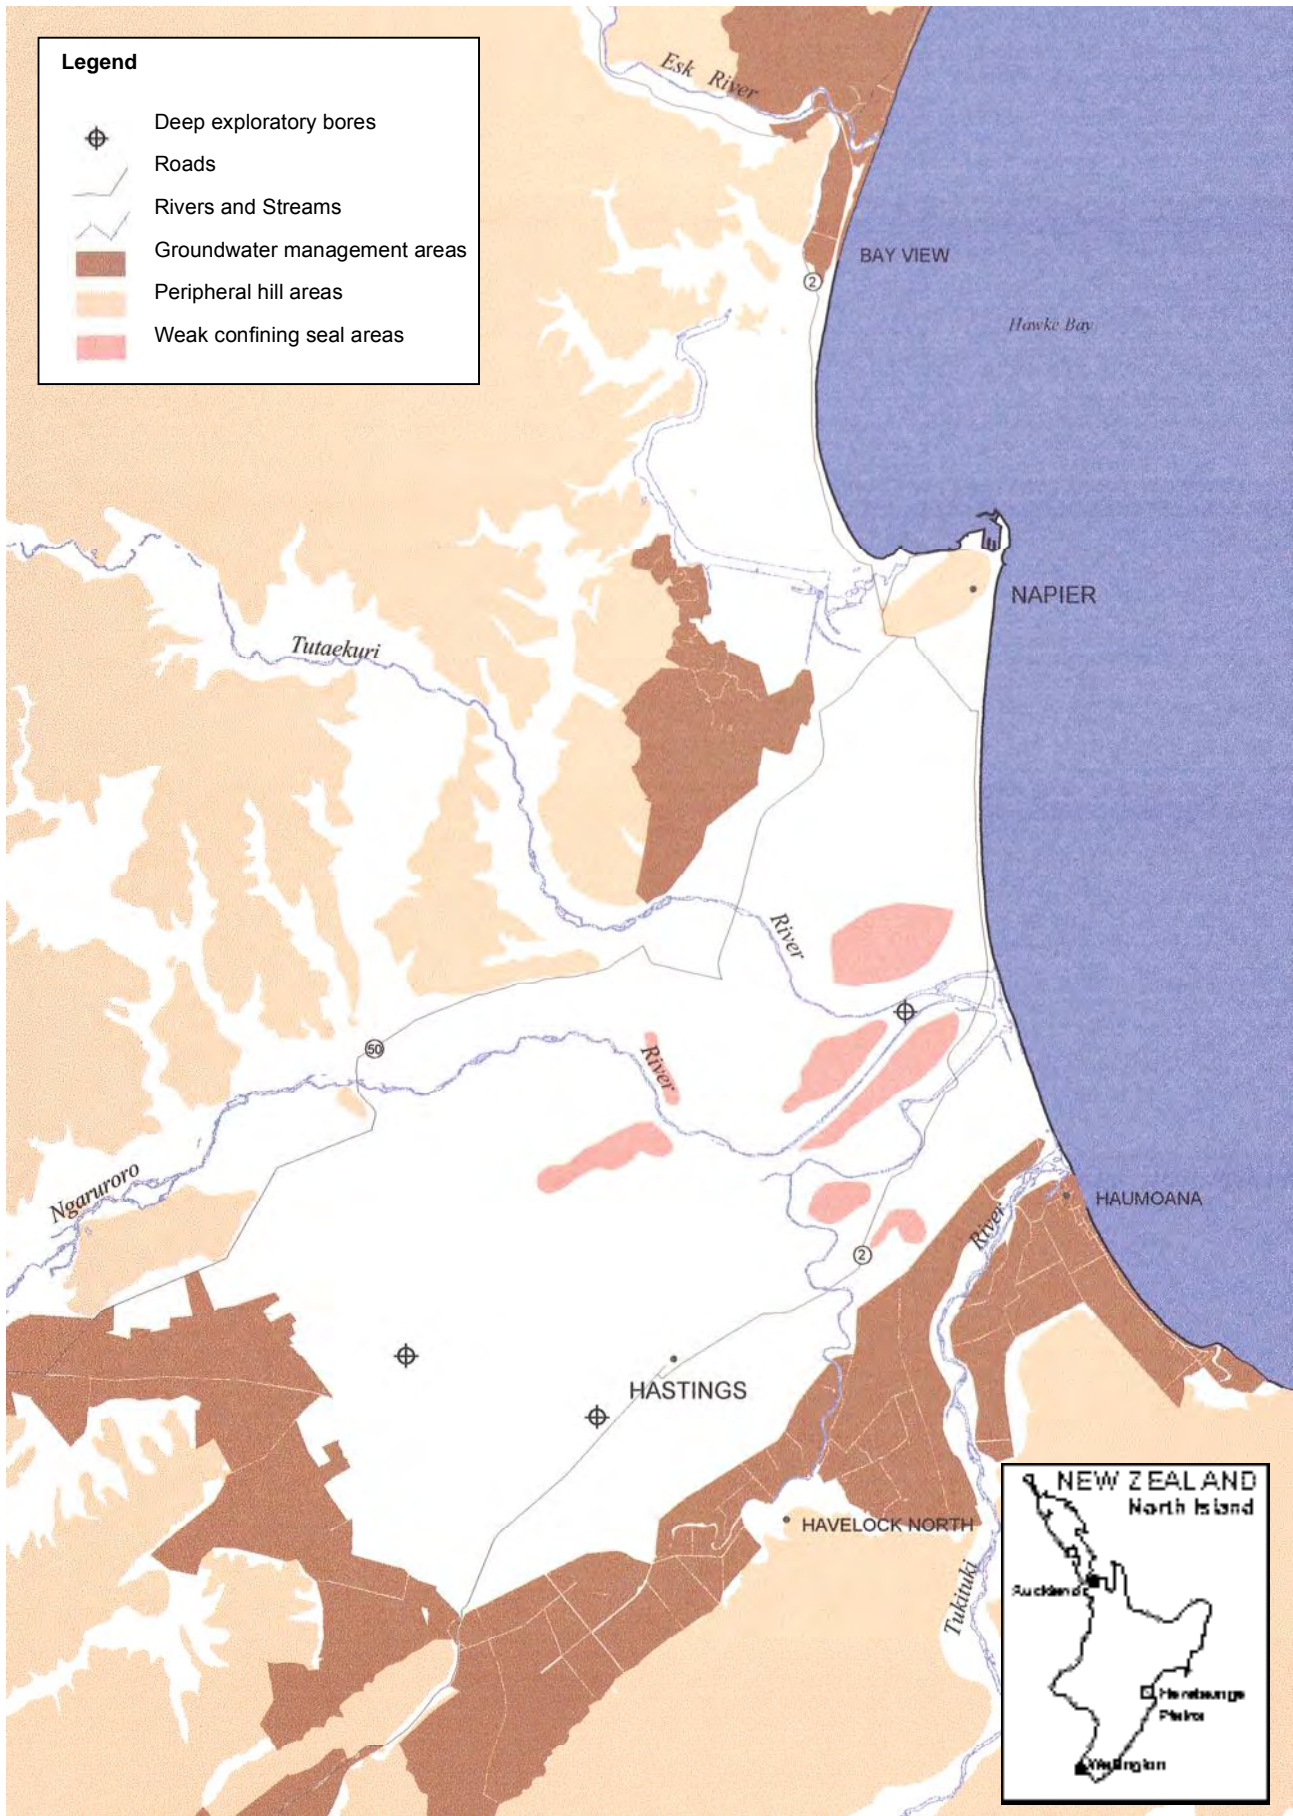 Legend
Deep exploratory bores
Roads
Rivers and Streams
Groundwater management areas
Peripheral hill areas
Weak confining seal areas
Esk River
BAY VIEW
2
Hawke Bay
NAPIER
Tutaekuri
River
50
River
Ngaruroro
HAUMOANA
River
2
HASTINGS
HAVELOCK NORTH
Tukituki
NEW ZEALAND
North Island
Auckland
Heretaunga
Plains
Wellington